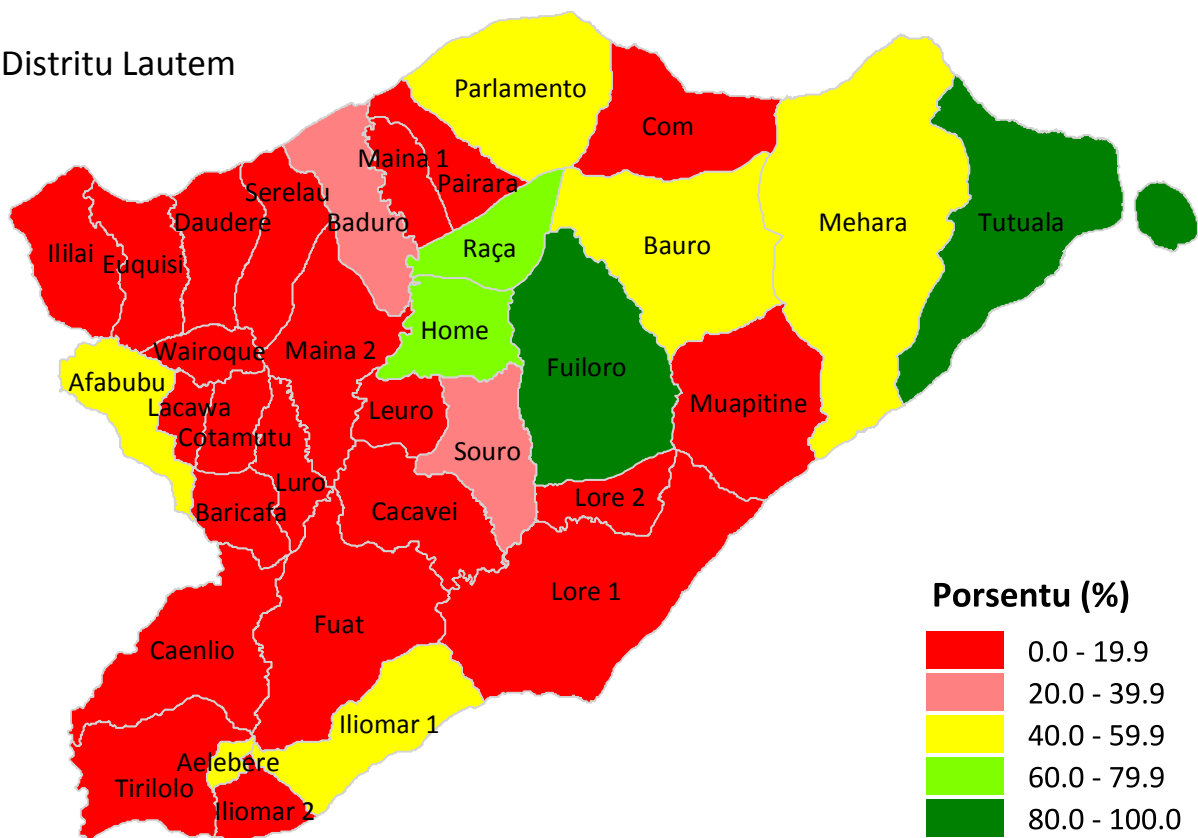 Distritu Lautem
Parlamento
Com
Maina 1
Pairara
Serelau
Baduro
Daudere
Mehara
Tutuala
Ililai
Euquisi
Raça
Bauro
Home
Wairoque
Maina 2
Fuiloro
Afabubu
Lacawa
Leuro
Muapitine
Cotamutu
Souro
Luro
Lore 2
Baricafa
Cacavei
Lore 1
Fuat
Caenlio
Iliomar 1
Aelebere
Tirilolo
Iliomar 2
Porsentu (%)
0.0 - 19.9
20.0 - 39.9
40.0 - 59.9
60.0 - 79.9
80.0 - 100.0